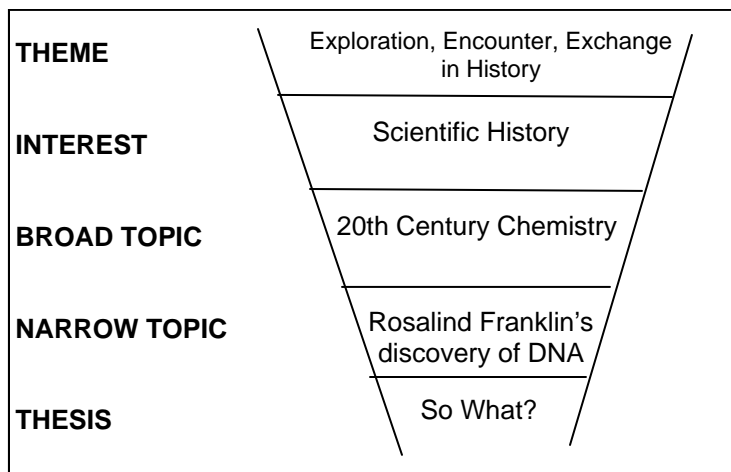 THEME
Exploration, Encounter, Exchange
in History
INTEREST
Scientific History
BROAD TOPIC
20th Century Chemistry
NARROW TOPIC
Rosalind Franklin's
discovery of DNA
THESIS
So What?